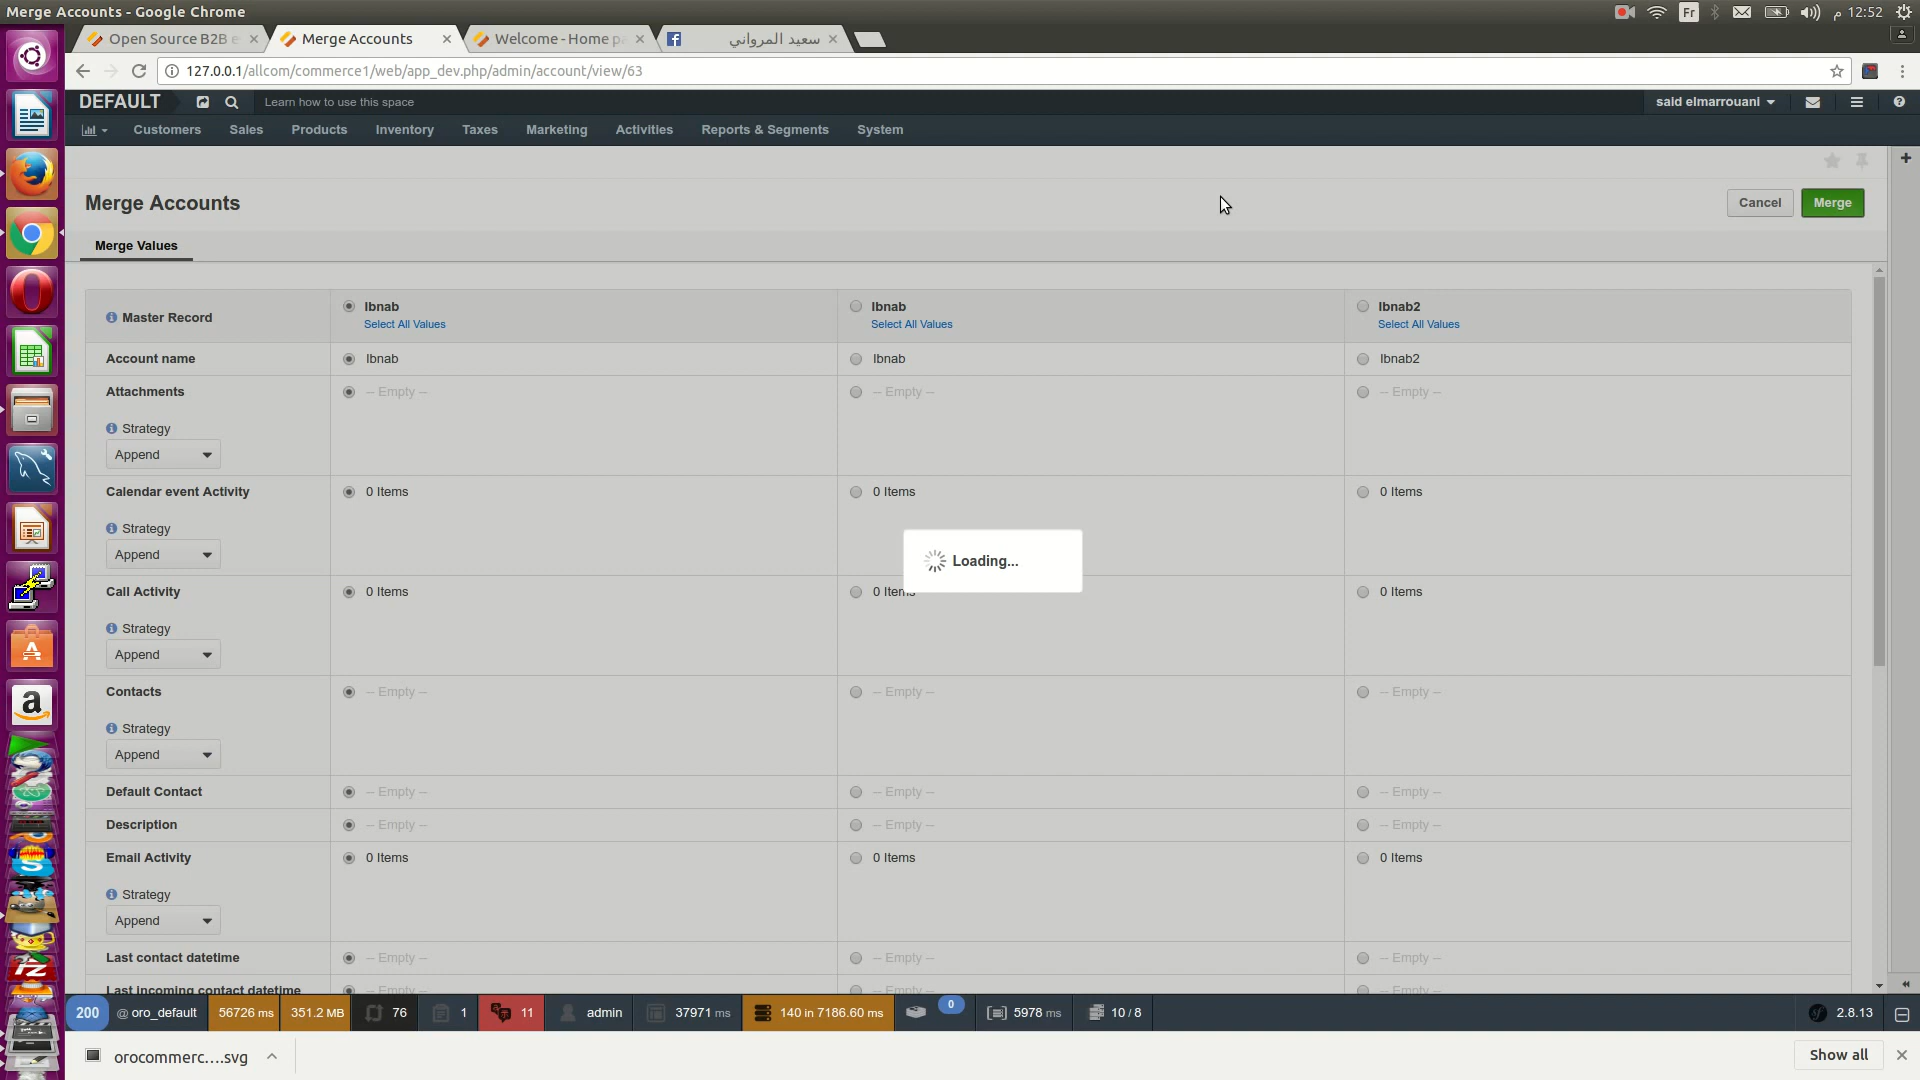 Merge Accounts - Google Chrome
Fr
م 12:52
Open Source B2B e
Merge Accounts
Welcome - Home pa
سعيد المرواني
127.0.0.1/allcom/commerce1/web/app_dev.php/admin/account/view/63
DEFAULT
Learn how to use this space
said elmarrouani
Customers Sales Products Inventory Taxes Marketing Activities Reports & Segments System
Merge Accounts
Cancel
Merge
Merge Values
Master Record
Ibnab
Select All Values
Ibnab
Select All Values
Ibnab2
Select All Values
Account name Ibnab Ibnab Ibnab2
Attachments -- Empty -- -- Empty -- -- Empty --
Strategy
Append
Calendar event Activity 0 Items 0 Items 0 Items
Strategy
Append
Loading...
Call Activity 0 Items 0 Items 0 Items
Strategy
Append
Contacts -- Empty -- -- Empty -- -- Empty --
Strategy
Append
Default Contact -- Empty -- -- Empty -- -- Empty --
Description -- Empty -- -- Empty -- -- Empty --
Email Activity 0 Items 0 Items 0 Items
Strategy
Append
Last contact datetime -- Empty -- -- Empty -- -- Empty --
Last incoming contact datetime -- Empty -- -- Empty -- -- Empty --
200 @ oro_default 56726 ms 351.2 MB 76 1 11 admin 37971 ms 140 in 7186.60 ms 0 5978 ms 10 / 8 2.8.13
orocommerc....svg
Show all